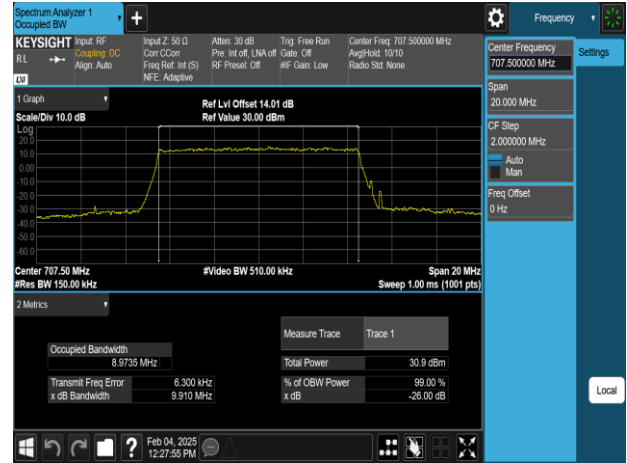 Spectrum Analyzer 1
Occupied BW
+
Frequency
KEYSIGHT
RL
LXI
Input: RF
Coupling: DC
Align: Auto
Input Z: 50 Ω
Corr CCorr
Freq Ref: Int (S)
NFE: Adaptive
Atten: 30 dB
Pre: Int off, LNA off
RF Preset: Off
Trig: Free Run
Gate: Off
#IF Gain: Low
Center Freq: 707.500000 MHz
Avg|Hold: 10/10
Radio Std: None
Center Frequency
707.500000 MHz
Settings
Span
20.000 MHz
CF Step
2.000000 MHz
Auto
Man
Freq Offset
0 Hz
Local
1 Graph
Scale/Div 10.0 dB
Ref Lvl Offset 14.01 dB
Ref Value 30.00 dBm
Log
20.0
10.0
0.00
-10.0
-20.0
-30.0
-40.0
-50.0
-60.0
Center 707.50 MHz
#Video BW 510.00 kHz
Span 20 MHz
#Res BW 150.00 kHz
Sweep 1.00 ms (1001 pts)
2 Metrics
Measure Trace Trace 1
Occupied Bandwidth
8.9735 MHz
Total Power 30.9 dBm
Transmit Freq Error 6.300 kHz
% of OBW Power 99.00 %
x dB Bandwidth 9.910 MHz
x dB -26.00 dB
?
Feb 04, 2025
12:27:55 PM